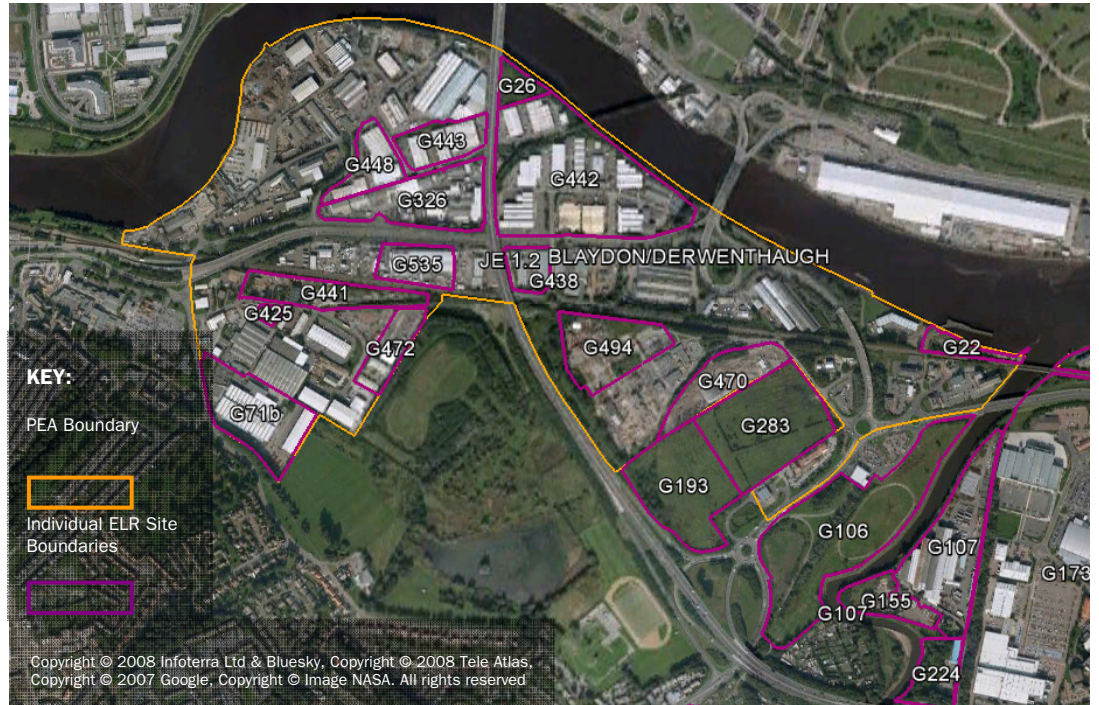 G26
G443
G448
G442
G326
JE 1.2 BLAYDON/DERWENTHAUGH
G535
G438
G441
G425
G494
G472
G22
G470
G71b
G283
G193
G106
G107
G173
G155
G107
G224
KEY:
PEA Boundary
Individual ELR Site
Boundaries
Copyright © 2008 Infoterra Ltd & Bluesky, Copyright © 2008 Tele Atlas,
Copyright © 2007 Google, Copyright © Image NASA. All rights reserved